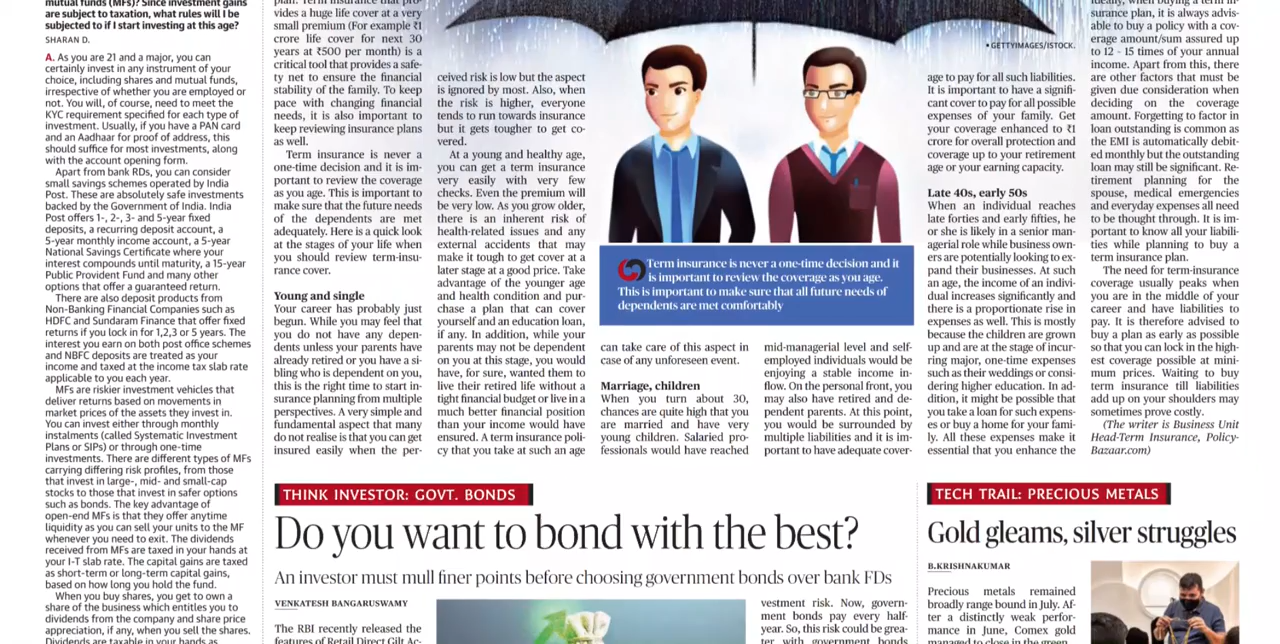 mutual funds (MFs)? Since investment gains
are subject to taxation, what rules will I be
subjected to if I start investing at this age?
SHARAN D.
A. As you are 21 and a major, you can
certainly invest in any instrument of your
choice, including shares and mutual funds,
irrespective of whether you are employed or
not. You will, of course, need to meet the
KYC requirement specified for each type of
investment. Usually, if you have a PAN card
and an Aadhaar for proof of address, this
should suffice for most investments, along
with the account opening form.
Apart from bank RDs, you can consider
small savings schemes operated by India
Post. These are absolutely safe investments
backed by the Government of India. India
Post offers 1-, 2-, 3- and 5-year fixed
deposits, a recurring deposit account, a
5-year monthly income account, a 5-year
National Savings Certificate where your
interest compounds until maturity, a 15-year
Public Provident Fund and many other
options that offer a guaranteed return.
There are also deposit products from
Non-Banking Financial Companies such as
HDFC and Sundaram Finance that offer fixed
returns if you lock in for 1,2,3 or 5 years. The
interest you earn on both post office schemes
and NBFC deposits are treated as your
income and taxed at the income tax slab rate
applicable to you each year.
MFs are riskier investment vehicles that
deliver returns based on movements in
market prices of the assets they invest in.
You can invest either through monthly
instalments (called Systematic Investment
Plans or SIPs) or through one-time
investments. There are different types of MFs
carrying differing risk profiles, from those
that invest in large-, mid- and small-cap
stocks to those that invest in safer options
such as bonds. The key advantage of
open-end MFs is that they offer anytime
liquidity as you can sell your units to the MF
whenever you need to exit. The dividends
received from MFs are taxed in your hands at
your I-T slab rate. The capital gains are taxed
as short-term or long-term capital gains,
based on how long you hold the fund.
When you buy shares, you get to own a
share of the business which entitles you to
dividends from the company and share price
appreciation, if any, when you sell the shares.
Dividends are taxable in your hands as
plan. Term insurance that pro-
vides a huge life cover at a very
small premium (For example ₹1
crore life cover for next 30
years at ₹500 per month) is a
critical tool that provides a safe-
ty net to ensure the financial
stability of the family. To keep
pace with changing financial
needs, it is also important to
keep reviewing insurance plans
as well.
Term insurance is never a
one-time decision and it is im-
portant to review the coverage
as you age. This is important to
make sure that the future needs
of the dependents are met
adequately. Here is a quick look
at the stages of your life when
you should review term-insu-
rance cover.
Young and single
Your career has probably just
begun. While you may feel that
you do not have any depen-
dents unless your parents have
already retired or you have a si-
bling who is dependent on you,
this is the right time to start in-
surance planning from multiple
perspectives. A very simple and
fundamental aspect that many
do not realise is that you can get
insured easily when the per-
ceived risk is low but the aspect
is ignored by most. Also, when
the risk is higher, everyone
tends to run towards insurance
but it gets tougher to get co-
vered.
At a young and healthy age,
you can get a term insurance
very easily with very few
checks. Even the premium will
be very low. As you grow older,
there is an inherent risk of
health-related issues and any
external accidents that may
make it tough to get cover at a
later stage at a good price. Take
advantage of the younger age
and health condition and pur-
chase a plan that can cover
yourself and an education loan,
if any. In addition, while your
parents may not be dependent
on you at this stage, you would
have, for sure, wanted them to
live their retired life without a
tight financial budget or live in a
much better financial position
than your income would have
ensured. A term insurance poli-
cy that you take at such an age
• GETTYIMAGES/ISTOCK.
Term insurance is never a one-time decision and it
is important to review the coverage as you age.
This is important to make sure that all future needs of
dependents are met comfortably
can take care of this aspect in
case of any unforeseen event.
Marriage, children
When you turn about 30,
chances are quite high that you
are married and have very
young children. Salaried pro-
fessionals would have reached
mid-managerial level and self-
employed individuals would be
enjoying a stable income in-
flow. On the personal front, you
may also have retired and de-
pendent parents. At this point,
you would be surrounded by
multiple liabilities and it is im-
portant to have adequate cover-
age to pay for all such liabilities.
It is important to have a signifi-
cant cover to pay for all possible
expenses of your family. Get
your coverage enhanced to ₹1
crore for overall protection and
coverage up to your retirement
age or your earning capacity.
Late 40s, early 50s
When an individual reaches
late forties and early fifties, he
or she is likely in a senior man-
agerial role while business own-
ers are potentially looking to ex-
pand their businesses. At such
an age, the income of an indivi-
dual increases significantly and
there is a proportionate rise in
expenses as well. This is mostly
because the children are grown
up and are at the stage of incur-
ring major, one-time expenses
such as their weddings or consi-
dering higher education. In ad-
dition, it might be possible that
you take a loan for such expens-
es or buy a home for your fami-
ly. All these expenses make it
essential that you enhance the
ideally, when buying a term in-
surance plan, it is always advis-
able to buy a policy with a cov-
erage amount/sum assured up
to 12 - 15 times of your annual
income. Apart from this, there
are other factors that must be
given due consideration when
deciding on the coverage
amount. Forgetting to factor in
loan outstanding is common as
the EMI is automatically debit-
ed monthly but the outstanding
loan may still be significant. Re-
tirement planning for the
spouse, medical emergencies
and everyday expenses all need
to be thought through. It is im-
portant to know all your liabili-
ties while planning to buy a
term insurance plan.
The need for term-insurance
coverage usually peaks when
you are in the middle of your
career and have liabilities to
pay. It is therefore advised to
buy a plan as early as possible
so that you can lock in the high-
est coverage possible at mini-
mum prices. Waiting to buy
term insurance till liabilities
add up on your shoulders may
sometimes prove costly.
(The writer is Business Unit
Head-Term Insurance, Policy-
Bazaar.com)
THINK INVESTOR: GOVT. BONDS
Do you want to bond with the best?
An investor must mull finer points before choosing government bonds over bank FDs
VENKATESH BANGARUSWAMY
The RBI recently released the
features of Retail Direct Gilt Ac-
vestment risk. Now, govern-
ment bonds pay every half-
year. So, this risk could be grea-
ter with government bonds
TECH TRAIL: PRECIOUS METALS
Gold gleams, silver struggles
B.KRISHNAKUMAR
Precious metals remained
broadly range bound in July. Af-
ter a distinctly weak perfor-
mance in June, Comex gold
managed to close in the green